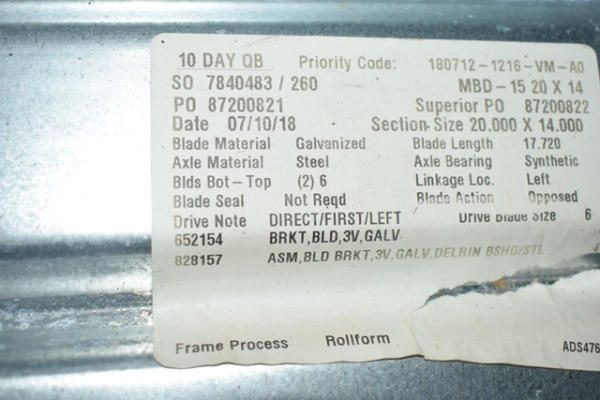 10 DAY QB Priority Code: 180712-1216-VM-A0
SO 7840483 / 260 MBD-15 20 X 14
PO 87200821 Superior PO 87200822
Date 07/10/18 Section Size 20.000 X 14.000
Blade Material Galvanized Blade Length 17.720
Axle Material Steel Axle Bearing Synthetic
Blds Bot-Top (2) 6 Linkage Loc. Left
Blade Seal Not Reqd Blade Action Opposed
Drive Note DIRECT/FIRST/LEFT Drive Blade Size 6
652154 BRKT,BLD,3V,GALV
828157 ASM,BLD BRKT,3V,GALV,DELRIN BSHG/STL
Frame Process Rollform ADS476